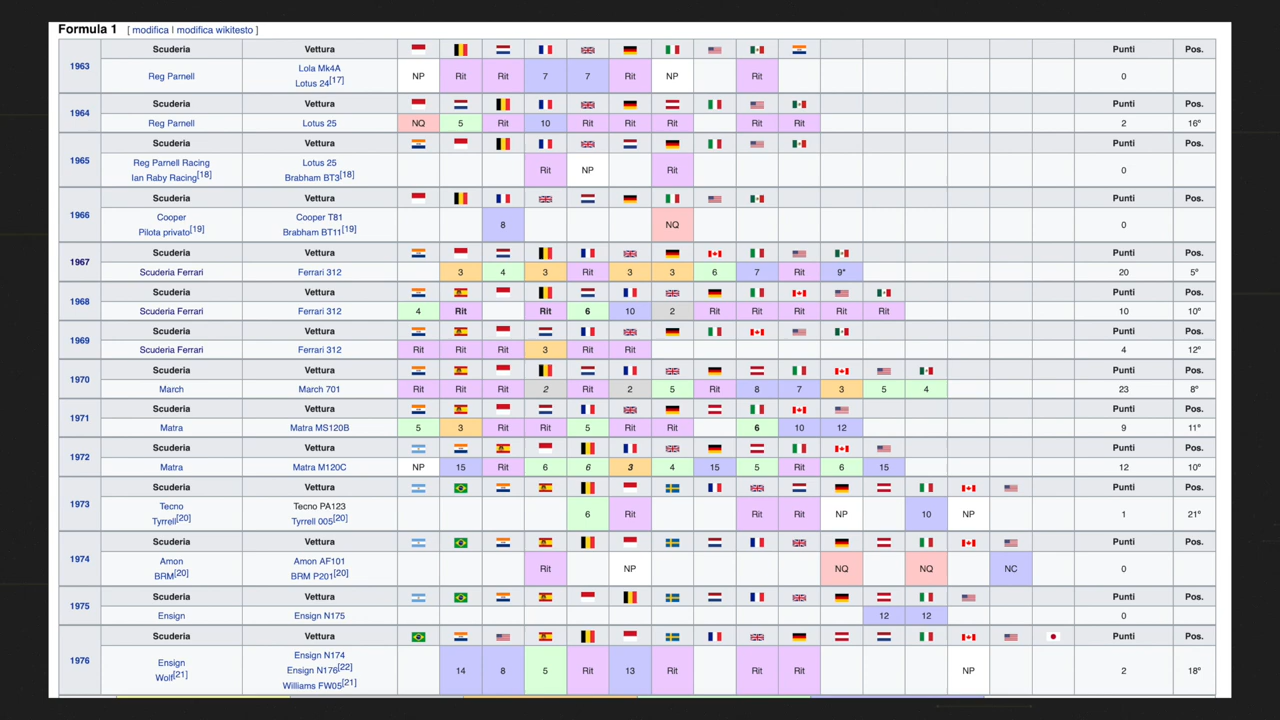 Formula 1 [ modifica | modifica wikitesto ]
1963 Scuderia Vettura Punti Pos.
Reg Parnell Lola Mk4A Lotus 24[17] NP Rit Rit 7 7 Rit NP Rit 0
1964 Scuderia Vettura Punti Pos.
Reg Parnell Lotus 25 NQ 5 Rit 10 Rit Rit Rit Rit Rit 2 16º
1965 Scuderia Vettura Punti Pos.
Reg Parnell Racing Ian Raby Racing[18] Lotus 25 Brabham BT3[18] Rit NP Rit 0
1966 Scuderia Vettura Punti Pos.
Cooper Pilota privato[19] Cooper T81 Brabham BT11[19] 8 NQ 0
1967 Scuderia Vettura Punti Pos.
Scuderia Ferrari Ferrari 312 3 4 3 Rit 3 3 6 7 Rit 9* 20 5º
1968 Scuderia Vettura Punti Pos.
Scuderia Ferrari Ferrari 312 4 Rit Rit 6 10 2 Rit Rit Rit Rit Rit 10 10º
1969 Scuderia Vettura Punti Pos.
Scuderia Ferrari Ferrari 312 Rit Rit Rit 3 Rit Rit 4 12º
1970 Scuderia Vettura Punti Pos.
March March 701 Rit Rit Rit 2 Rit 2 5 Rit 8 7 3 5 4 23 8º
1971 Scuderia Vettura Punti Pos.
Matra Matra MS120B 5 3 Rit Rit 5 Rit Rit 6 10 12 9 11º
1972 Scuderia Vettura Punti Pos.
Matra Matra M120C NP 15 Rit 6 6 3 4 15 5 Rit 6 15 12 10º
1973 Scuderia Vettura Punti Pos.
Tecno Tyrrell[20] Tecno PA123 Tyrrell 005[20] 6 Rit Rit Rit NP 10 NP 1 21º
1974 Scuderia Vettura Punti Pos.
Amon BRM[20] Amon AF101 BRM P201[20] Rit NP NQ NQ NC 0
1975 Scuderia Vettura Punti Pos.
Ensign Ensign N175 12 12 0
1976 Scuderia Vettura Punti Pos.
Ensign Wolf[21] Ensign N174 Ensign N176[22] Williams FW05[21] 14 8 5 Rit 13 Rit Rit Rit NP 2 18º